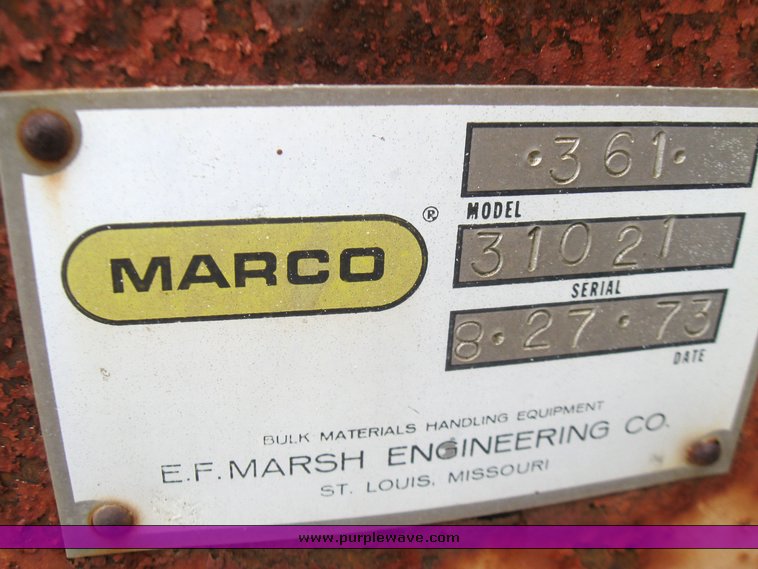 ·361·
MODEL
MARCO ®
31021
SERIAL
8·27·73
DATE
BULK MATERIALS HANDLING EQUIPMENT
E.F. MARSH ENGINEERING CO.
ST. LOUIS, MISSOURI
www.purplewave.com